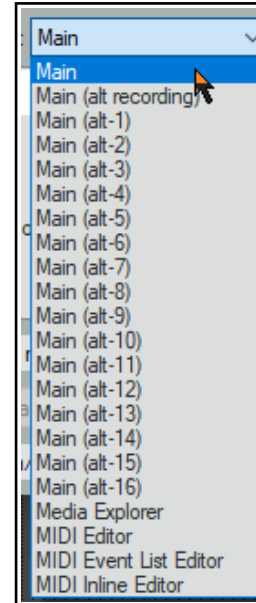 Main
Main
Main (alt recording)
Main (alt-1)
Main (alt-2)
Main (alt-3)
Main (alt-4)
Main (alt-5)
Main (alt-6)
Main (alt-7)
Main (alt-8)
Main (alt-9)
Main (alt-10)
Main (alt-11)
Main (alt-12)
Main (alt-13)
Main (alt-14)
Main (alt-15)
Main (alt-16)
Media Explorer
MIDI Editor
MIDI Event List Editor
MIDI Inline Editor